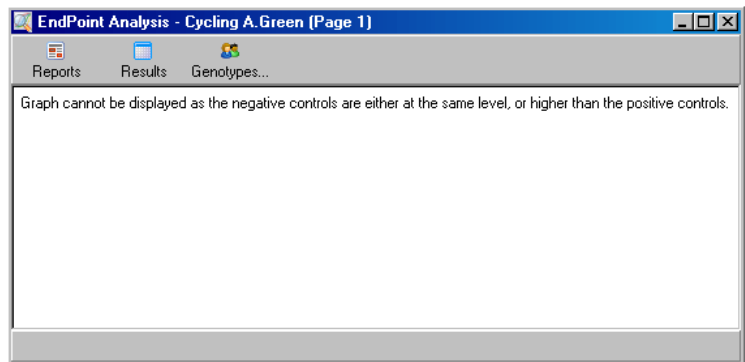 EndPoint Analysis - Cycling A.Green (Page 1)
Reports Results Genotypes...
Graph cannot be displayed as the negative controls are either at the same level, or higher than the positive controls.